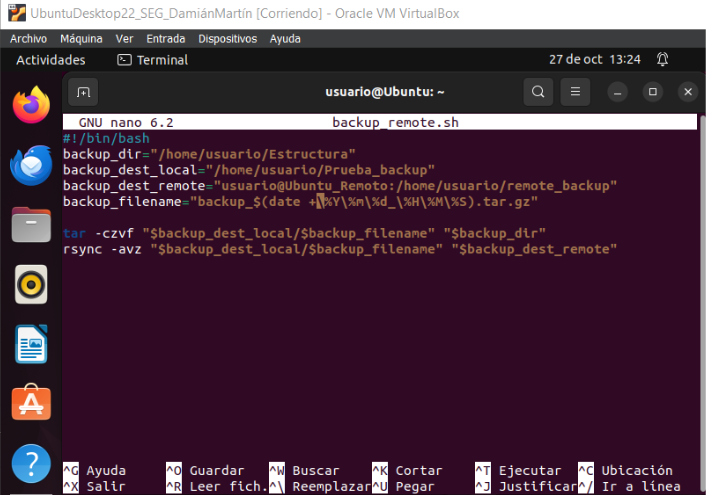 UbuntuDesktop22_SEG_DamiánMartín [Corriendo] - Oracle VM VirtualBox
Archivo Máquina Ver Entrada Dispositivos Ayuda
Actividades Terminal 27 de oct 13:24
usuario@Ubuntu: ~
GNU nano 6.2 backup_remote.sh
#!/bin/bash
backup_dir="/home/usuario/Estructura"
backup_dest_local="/home/usuario/Prueba_backup"
backup_dest_remote="usuario@Ubuntu_Remoto:/home/usuario/remote_backup"
backup_filename="backup_$(date +\%Y\%m\%d_\%H\%M\%S).tar.gz"
tar -czvf "$backup_dest_local/$backup_filename" "$backup_dir"
rsync -avz "$backup_dest_local/$backup_filename" "$backup_dest_remote"
^G Ayuda ^O Guardar ^W Buscar ^K Cortar ^T Ejecutar ^C Ubicación
^X Salir ^R Leer fich. ^\ Reemplazar ^U Pegar ^J Justificar ^/ Ir a línea